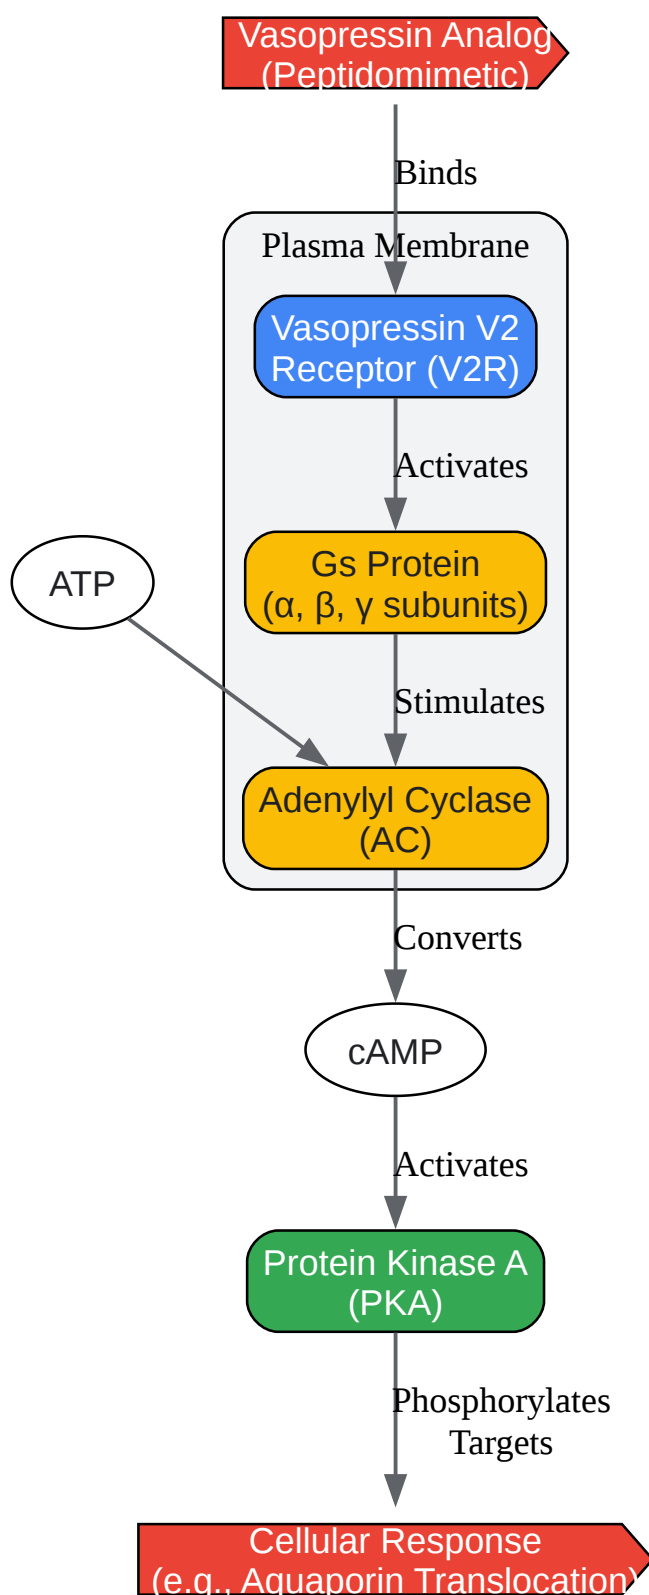 Vasopressin Analog
(Peptidomimetic)
Binds
Plasma Membrane
Vasopressin V2
Receptor (V2R)
Activates
Gs Protein
(α, β, γ subunits)
ATP
Stimulates
Adenylyl Cyclase
(AC)
Converts
cAMP
Activates
Protein Kinase A
(PKA)
Phosphorylates
Targets
Cellular Response
(e.g., Aquaporin Translocation)